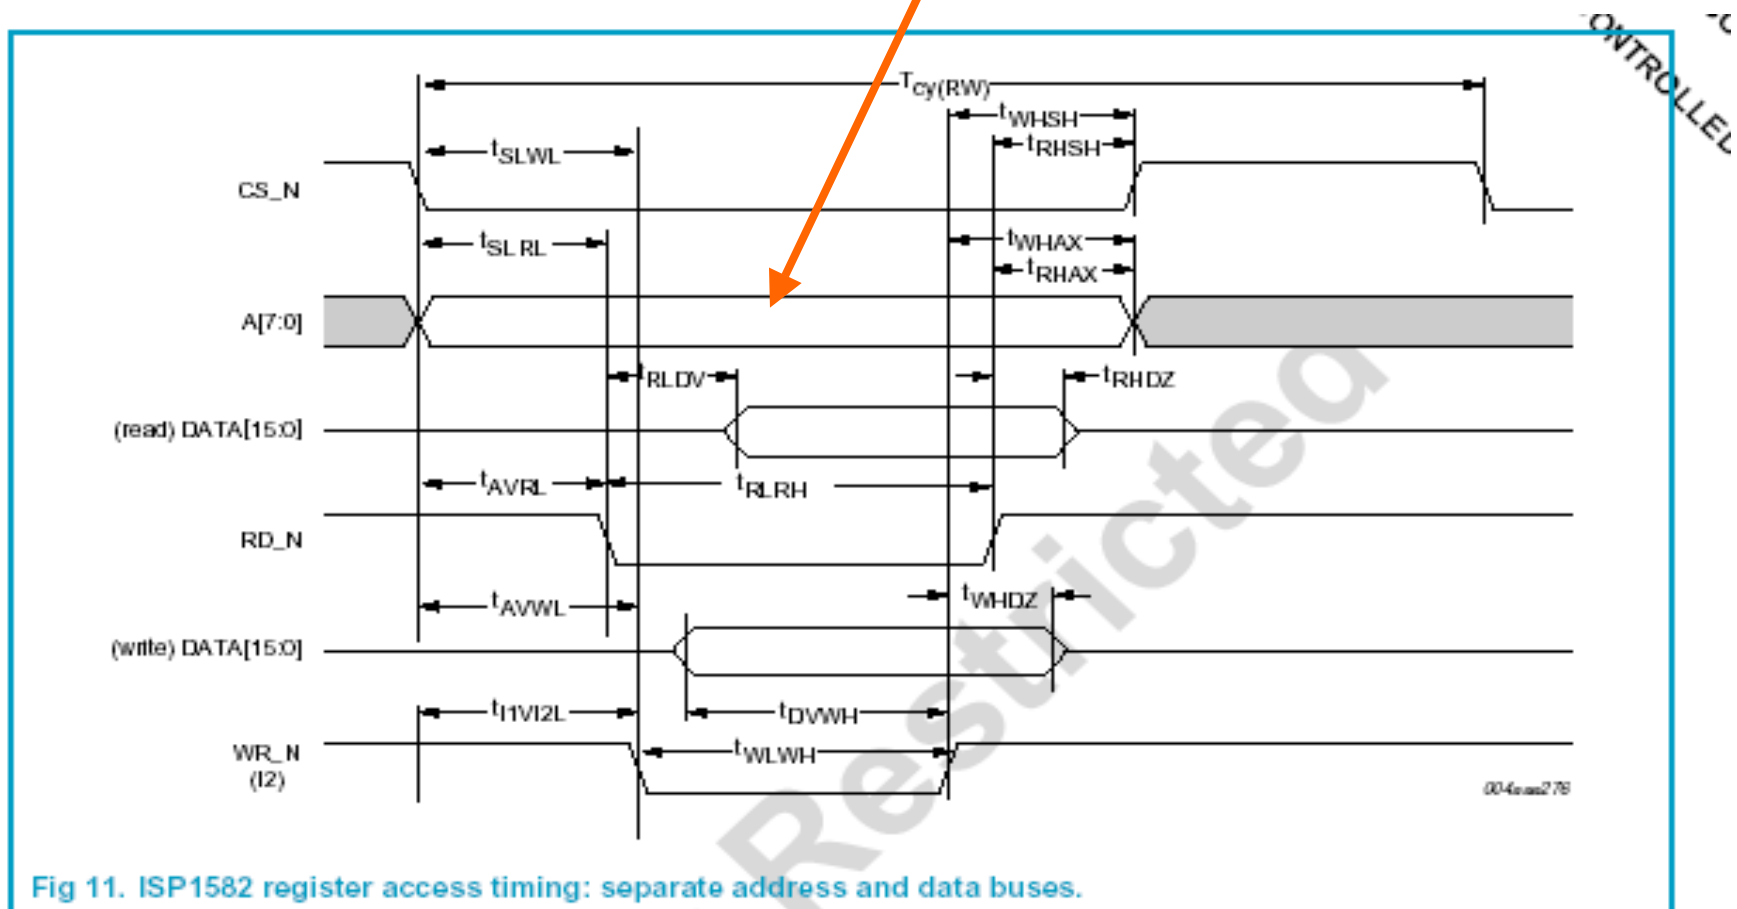 CONTROLLED
Tcy(RW)
tWHSH
tSLWL
tRHSH
CS_N
tSLRL
tWHAX
tRHAX
A[7:0]
tRLDV
tRHDZ
(read) DATA[15:0]
tAVRL
tRLRH
RD_N
tWHDZ
tAVWL
(write) DATA[15:0]
tI1VI2L
tDVWH
WR_N
tWLWH
(I2)
004aaa276
Restricted
Fig 11. ISP1582 register access timing: separate address and data buses.